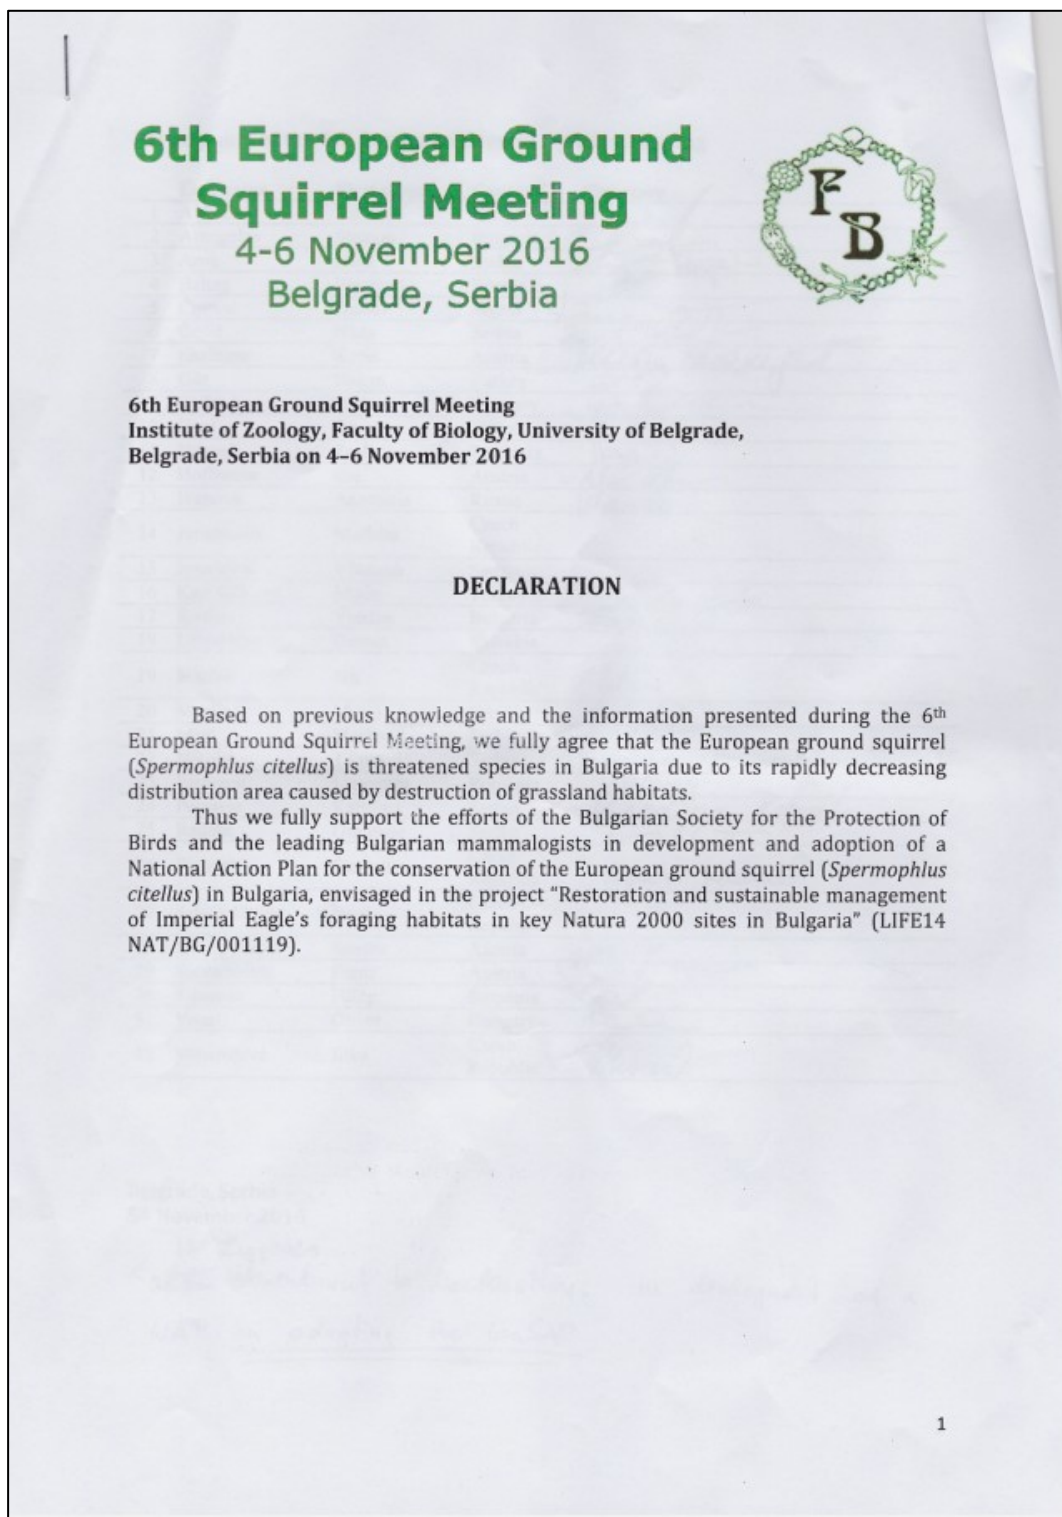 6th European Ground
Squirrel Meeting
4-6 November 2016
Belgrade, Serbia
F
B
6th European Ground Squirrel Meeting
Institute of Zoology, Faculty of Biology, University of Belgrade,
Belgrade, Serbia on 4–6 November 2016
DECLARATION
Based on previous knowledge and the information presented during the 6th
European Ground Squirrel Meeting, we fully agree that the European ground squirrel
(Spermophlus citellus) is threatened species in Bulgaria due to its rapidly decreasing
distribution area caused by destruction of grassland habitats.
Thus we fully support the efforts of the Bulgarian Society for the Protection of
Birds and the leading Bulgarian mammalogists in development and adoption of a
National Action Plan for the conservation of the European ground squirrel (Spermophlus
citellus) in Bulgaria, envisaged in the project “Restoration and sustainable management
of Imperial Eagle’s foraging habitats in key Natura 2000 sites in Bulgaria” (LIFE14
NAT/BG/001119).
1